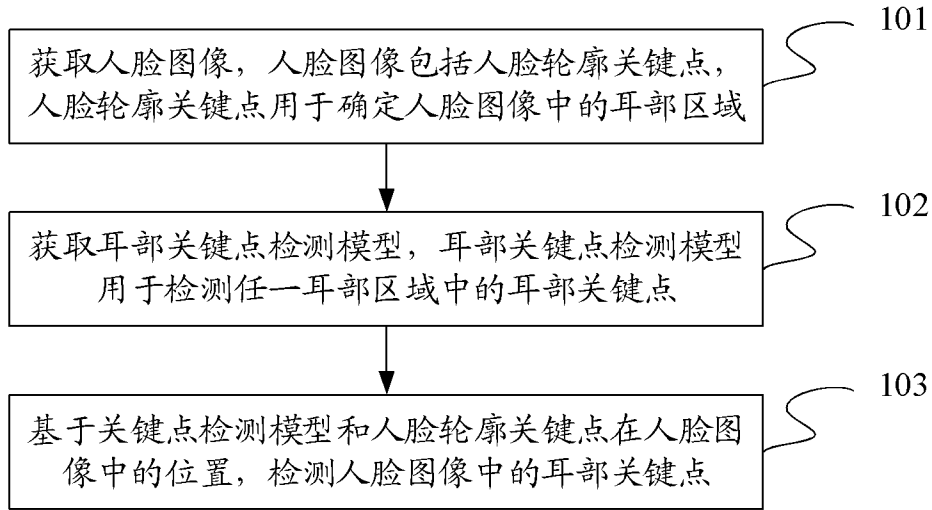 101
获取人脸图像，人脸图像包括人脸轮廓关键点，
人脸轮廓关键点用于确定人脸图像中的耳部区域
102
获取耳部关键点检测模型，耳部关键点检测模型
用于检测任一耳部区域中的耳部关键点
103
基于关键点检测模型和人脸轮廓关键点在人脸图
像中的位置，检测人脸图像中的耳部关键点